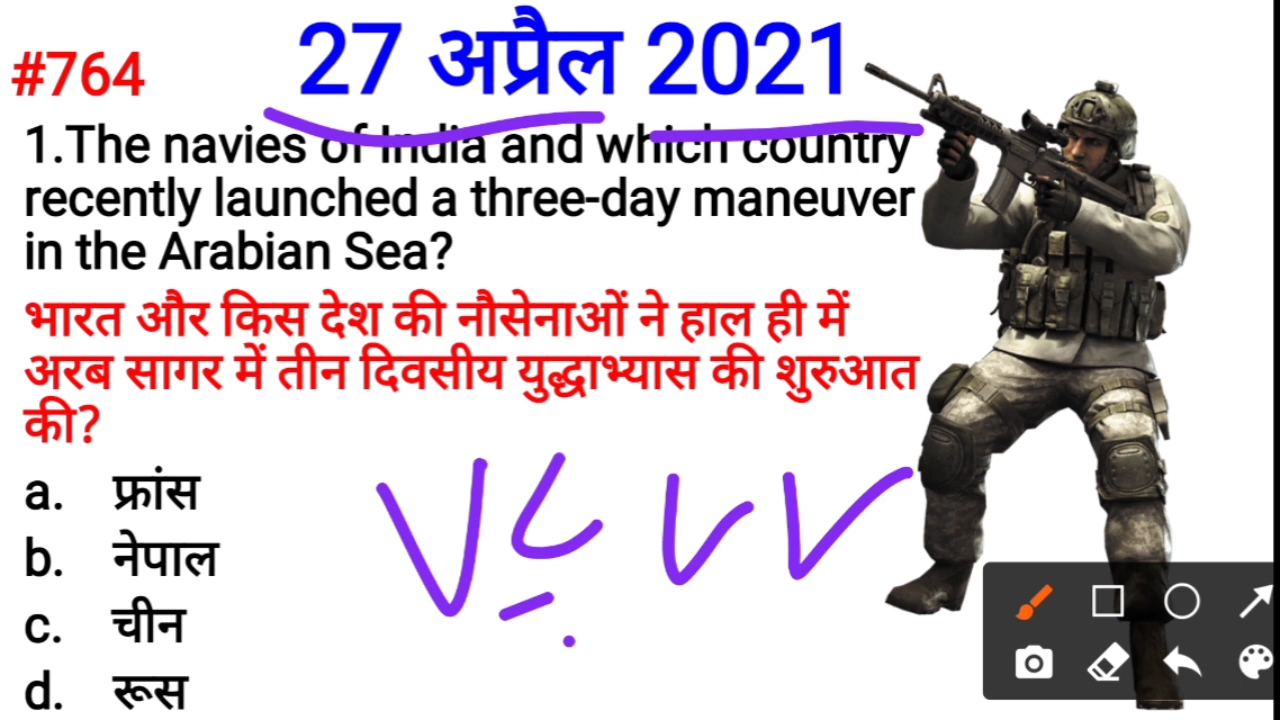 #764
27 अप्रैल 2021
1.The navies of India and which country
recently launched a three-day maneuver
in the Arabian Sea?
भारत और किस देश की नौसेनाओं ने हाल ही में
अरब सागर में तीन दिवसीय युद्धाभ्यास की शुरुआत
की?
a. फ्रांस
b. नेपाल
c. चीन
d. रूस